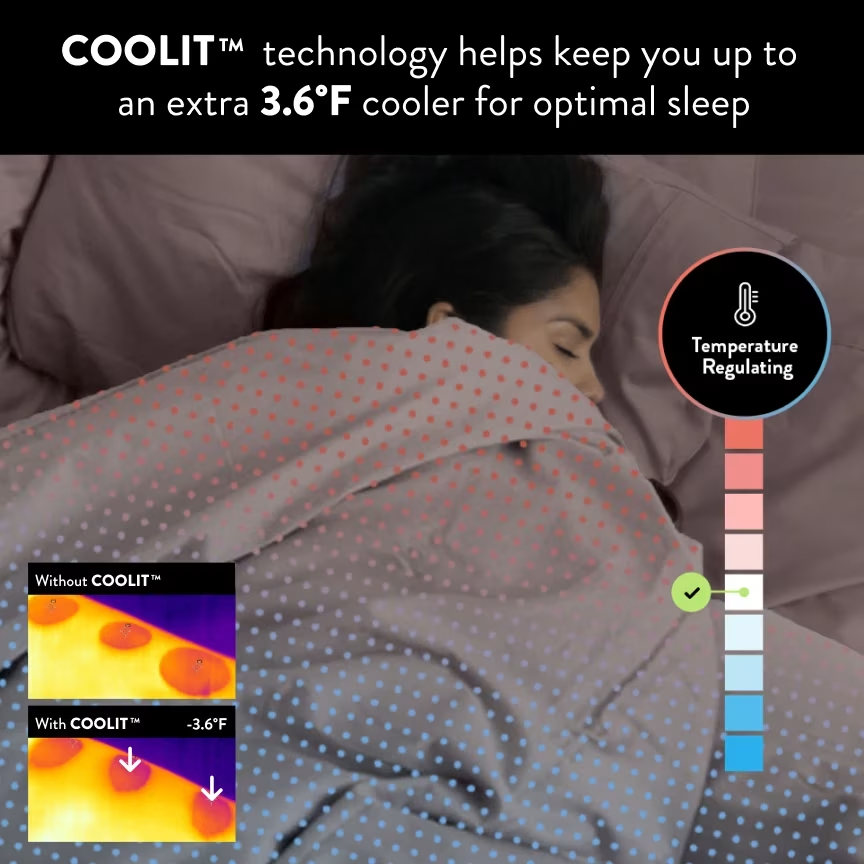 COOLIT™ technology helps keep you up to
an extra 3.6°F cooler for optimal sleep
Temperature
Regulating
Without COOLIT™
With COOLIT™ -3.6°F